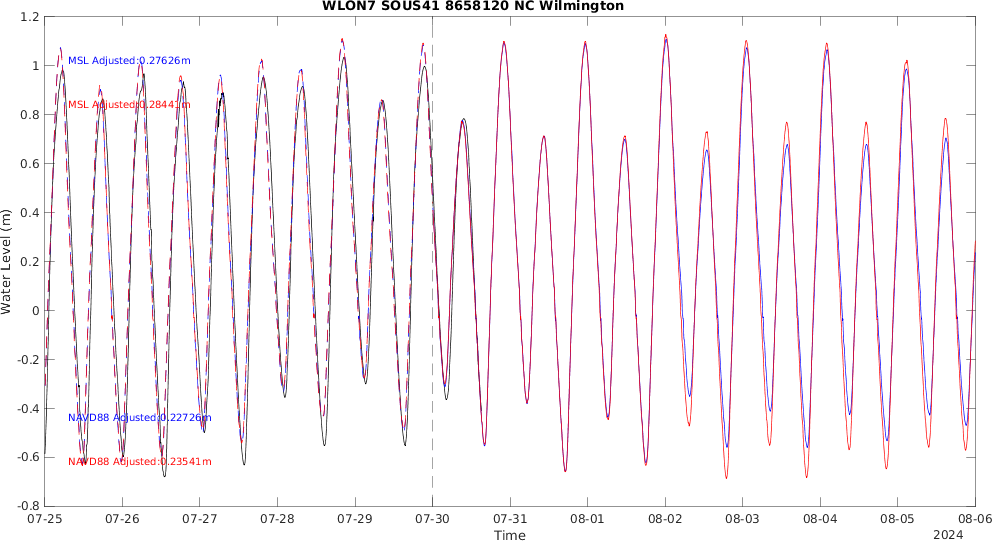 WLON7 SOUS41 8658120 NC Wilmington
1.2
1
0.8
0.6
0.4
0.2
0
-0.2
-0.4
-0.6
-0.8
Water Level (m)
MSL Adjusted:0.27626m
MSL Adjusted:0.28441m
NAVD88 Adjusted:0.22726m
NAVD88 Adjusted:0.23541m
07-25 07-26 07-27 07-28 07-29 07-30 07-31 08-01 08-02 08-03 08-04 08-05 08-06
Time
2024